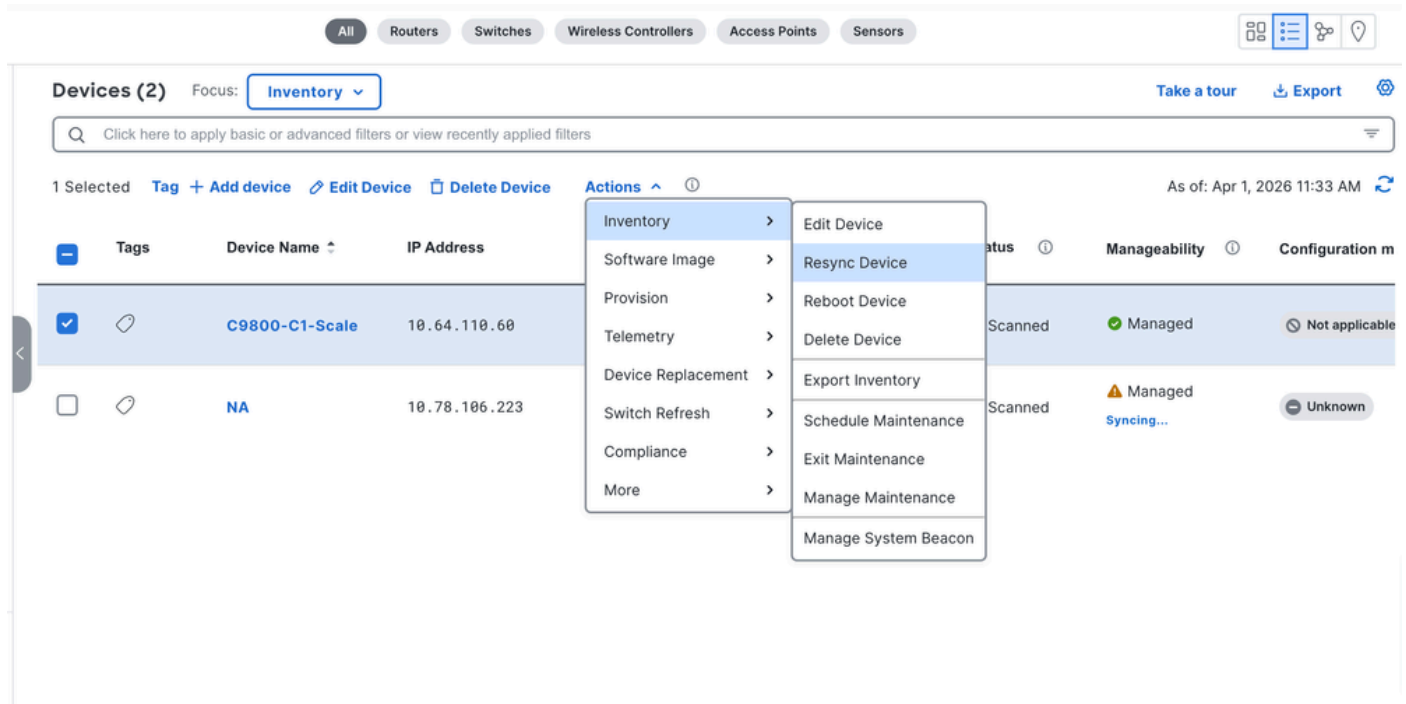 All Routers Switches Wireless Controllers Access Points Sensors
Devices (2) Focus: Inventory Take a tour Export
Click here to apply basic or advanced filters or view recently applied filters
1 Selected Tag + Add device Edit Device Delete Device Actions As of: Apr 1, 2026 11:33 AM
Inventory
Software Image
Provision
Telemetry
Device Replacement
Switch Refresh
Compliance
More
Edit Device
Resync Device
Reboot Device
Delete Device
Export Inventory
Schedule Maintenance
Exit Maintenance
Manage Maintenance
Manage System Beacon
Tags Device Name IP Address atus Manageability Configuration m
C9800-C1-Scale 10.64.110.60 Scanned Managed Not applicable
NA 10.78.106.223 Scanned Managed Unknown
Syncing...